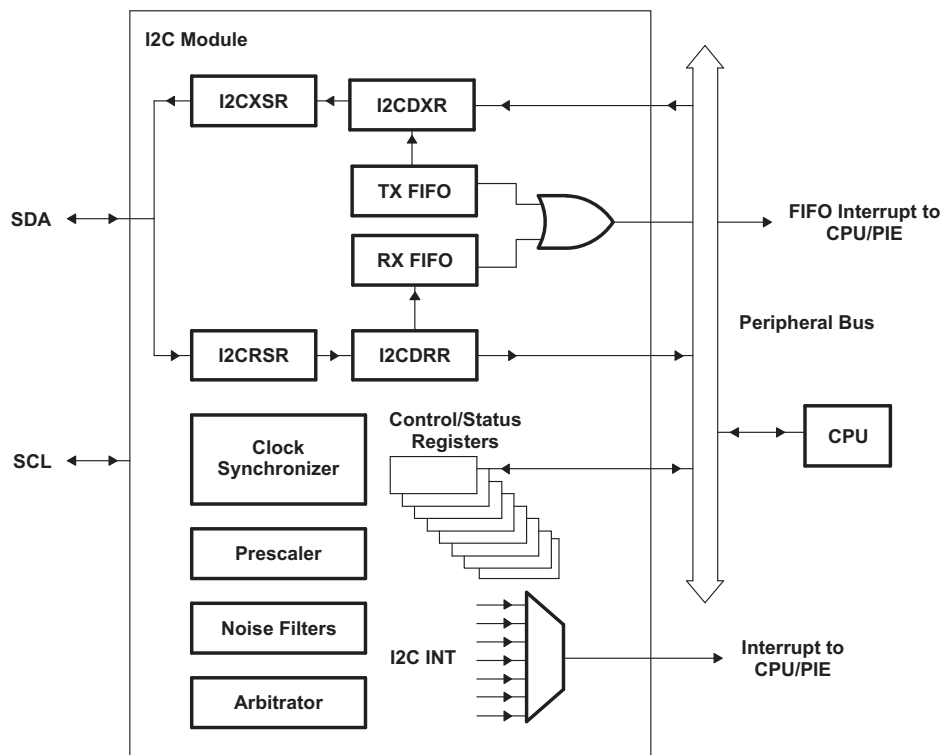 I2C Module
I2CXSR
I2CDXR
TX FIFO
SDA
FIFO Interrupt to
CPU/PIE
RX FIFO
Peripheral Bus
I2CRSR
I2CDRR
Control/Status
Registers
CPU
Clock
Synchronizer
SCL
Prescaler
Noise Filters
I2C INT
Interrupt to
CPU/PIE
Arbitrator